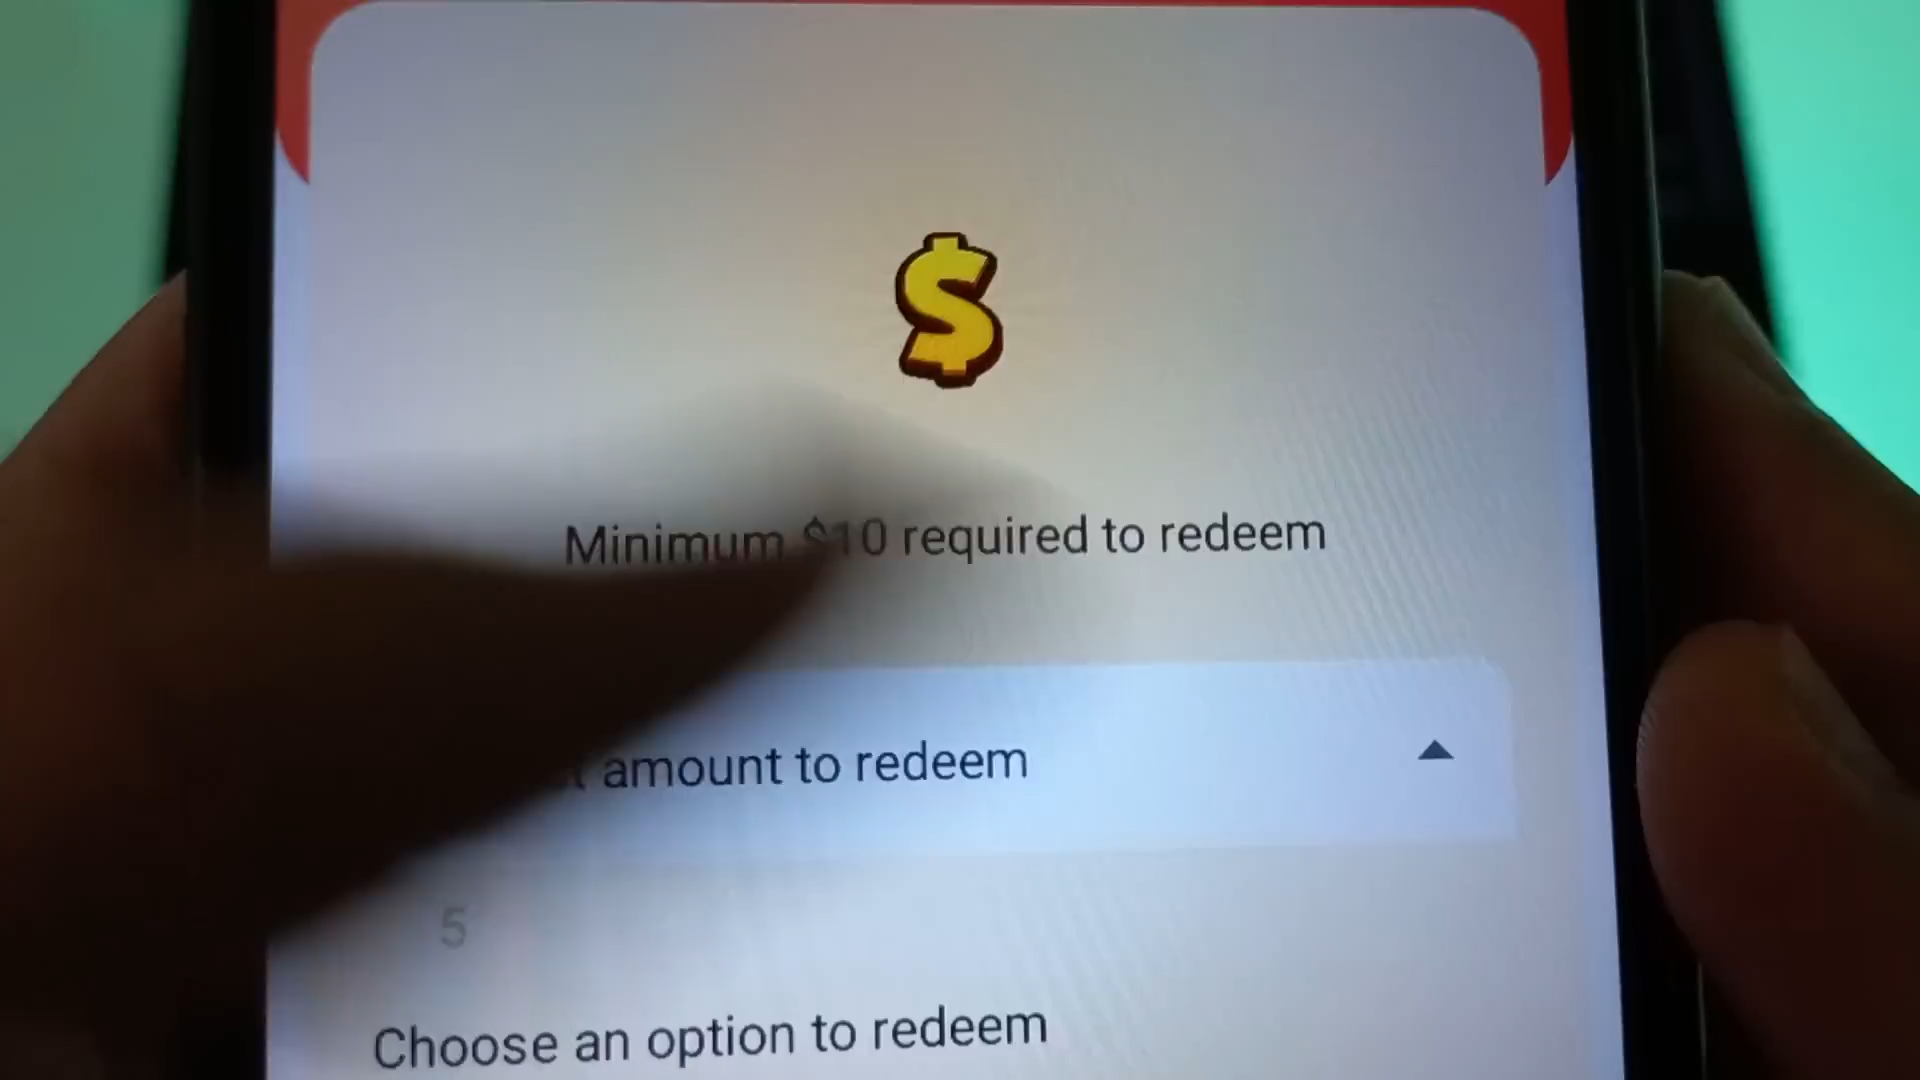 $
Minimum $10 required to redeem
amount to redeem
5
Choose an option to redeem